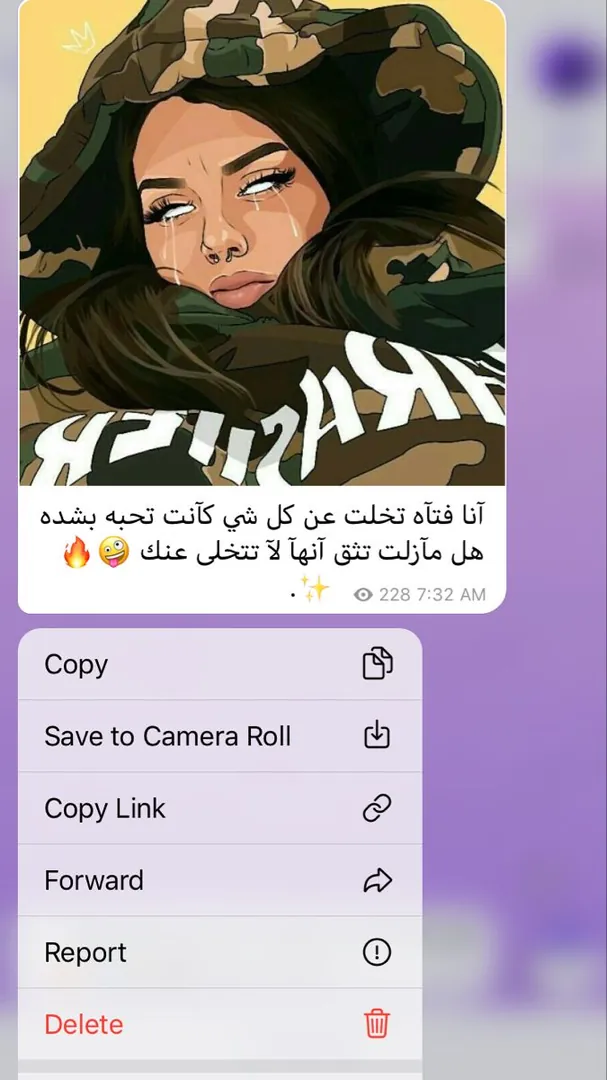 آنا فتآه تخلت عن كل شي كآنت تحبه بشده
هل مآزلت تثق آنهآ لآ تتخلى عنك 🤪🔥
✨.
228 7:32 AM
Copy
Save to Camera Roll
Copy Link
Forward
Report
Delete